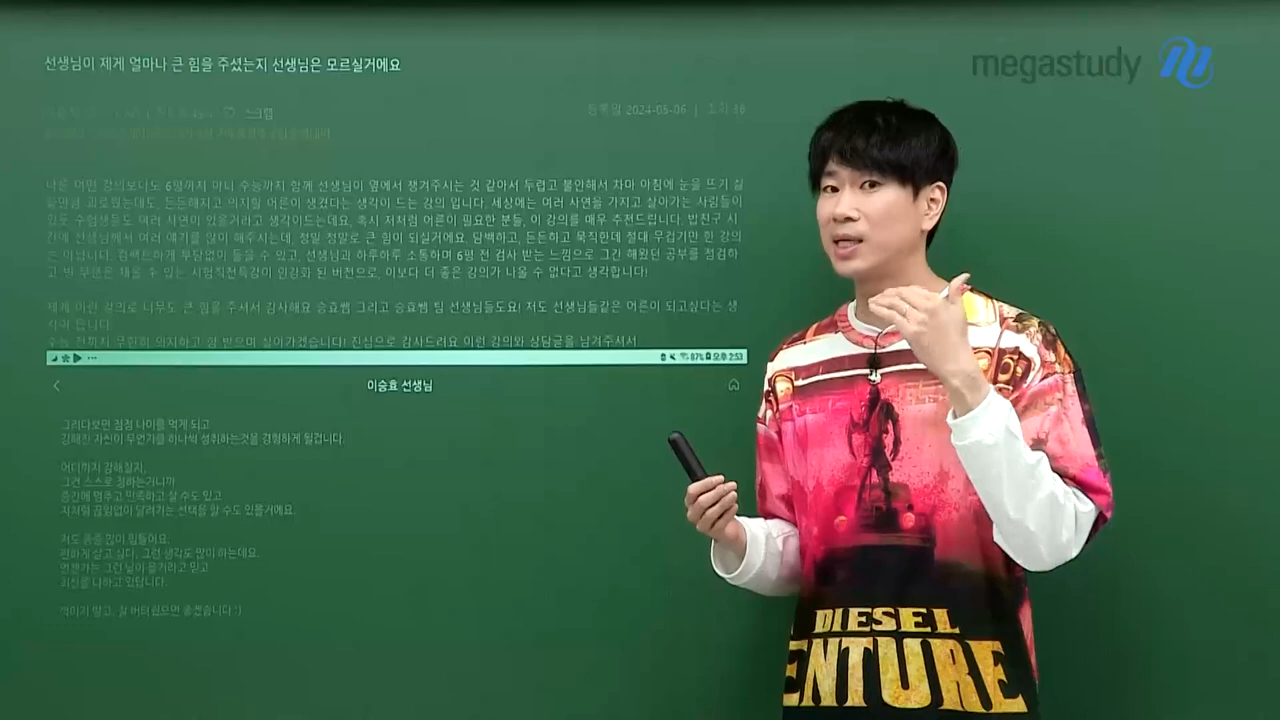 선생님이 제게 얼마나 큰 힘을 주셨는지 선생님은 모르실거에요
megastudy
스크랩
등록일 2024-05-06 |
다른 어떤 강의보다도 6평까지 아니 수능까지 함께 선생님이 옆에서 챙겨주시는 것 같아서 두렵고 불안해서 차마 아침에 눈을 뜨기 싫
괴로웠는데도, 든든해지고 의지할 어른이 생겼다는 생각이 드는 강의 입니다. 세상에는 여러 사연을 가지고 살아가는 사람들이
수험생들도 여러 사연이 있을거라고 생각이드는데요, 혹시 저처럼 어른이 필요한 분들, 이 강의를 매우 추천드립니다. 밥친구 시
간에 선생님께서 여러 얘기를 많이 해주시는데, 정말 정말로 큰 힘이 되실거에요. 담백하고, 든든하고 묵직한데 절대 무겁기만 한 강의
는 아닙니다. 컴팩트하게 부담없이 들을 수 있고, 선생님과 하루하루 소통하며 6평 전 검사 받는 느낌으로 그간 해왔던 공부를 점검하
고 빈 부분은 채울 수 있는 시험직전특강이 인강화 된 버전으로, 이보다 더 좋은 강의가 나올 수 없다고 생각합니다!
제게 이런 강의로 너무도 큰 힘을 주셔서 감사해요 승효쌤 그리고 승효쌤 팀 선생님들도요! 저도 선생님들같은 어른이 되고싶다는 생
각이 듭니다
수능 전까지 무한히 의지하고 힘 받으며 살아가겠습니다! 진심으로 감사드려요 이런 강의와 상담글을 남겨주셔서
87% 오후 2:53
이승효 선생님
그러다보면 점점 나이를 먹게 되고
강해진 자신이 무언가를 하나씩 성취하는것을 경험하게 될겁니다.
어디까지 강해질지,
그건 스스로 정하는거니까
중간에 멈추고 만족하고 살 수도 있고
저처럼 끊임없이 달려가는 선택을 할 수도 있을거에요.
저도 종종 많이 힘들어요.
편하게 살고 싶다, 그런 생각도 많이 하는데요.
언젠가는 그런 날이 올거라고 믿고
최선을 다하고 있답니다.
잘 버텨줬으면 좋겠습니다 :)
DIESEL
ENTURE